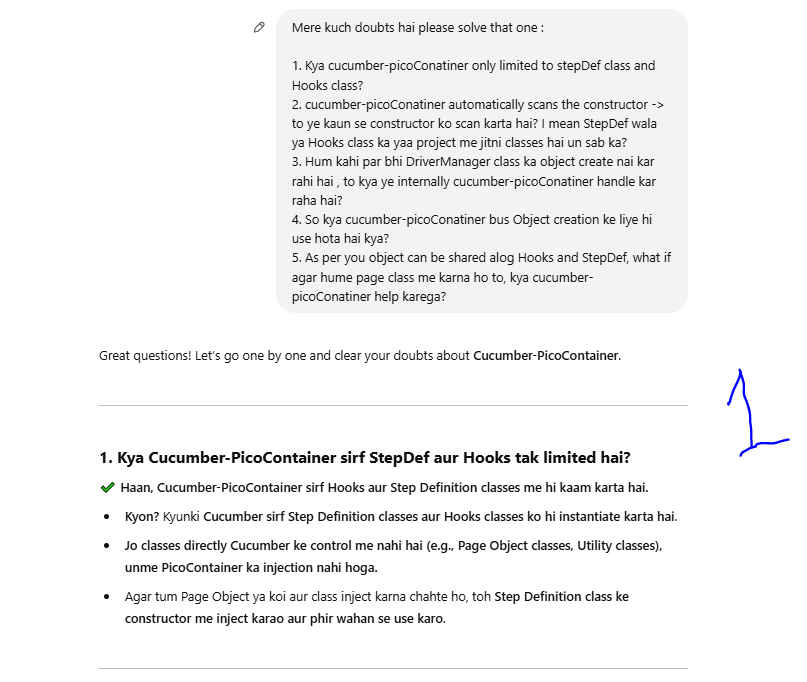 Mere kuch doubts hai please solve that one :
1. Kya cucumber-picoConatiner only limited to stepDef class and
Hooks class?
2. cucumber-picoConatiner automatically scans the constructor ->
to ye kaun se constructor ko scan karta hai? I mean StepDef wala
ya Hooks class ka yaa project me jitni classes hai un sab ka?
3. Hum kahi par bhi DriverManager class ka object create nai kar
rahi hai , to kya ye internally cucumber-picoConatiner handle kar
raha hai?
4. So kya cucumber-picoConatiner bus Object creation ke liye hi
use hota hai kya?
5. As per you object can be shared alog Hooks and StepDef, what if
agar hume page class me karna ho to, kya cucumber-
picoConatiner help karega?
Great questions! Let's go one by one and clear your doubts about Cucumber-PicoContainer.
1
1. Kya Cucumber-PicoContainer sirf StepDef aur Hooks tak limited hai?
Haan, Cucumber-PicoContainer sirf Hooks aur Step Definition classes me hi kaam karta hai.
• Kyon? Kyunki Cucumber sirf Step Definition classes aur Hooks classes ko hi instantiate karta hai.
• Jo classes directly Cucumber ke control me nahi hai (e.g., Page Object classes, Utility classes),
unme PicoContainer ka injection nahi hoga.
• Agar tum Page Object ya koi aur class inject karna chahte ho, toh Step Definition class ke
constructor me inject karao aur phir wahan se use karo.